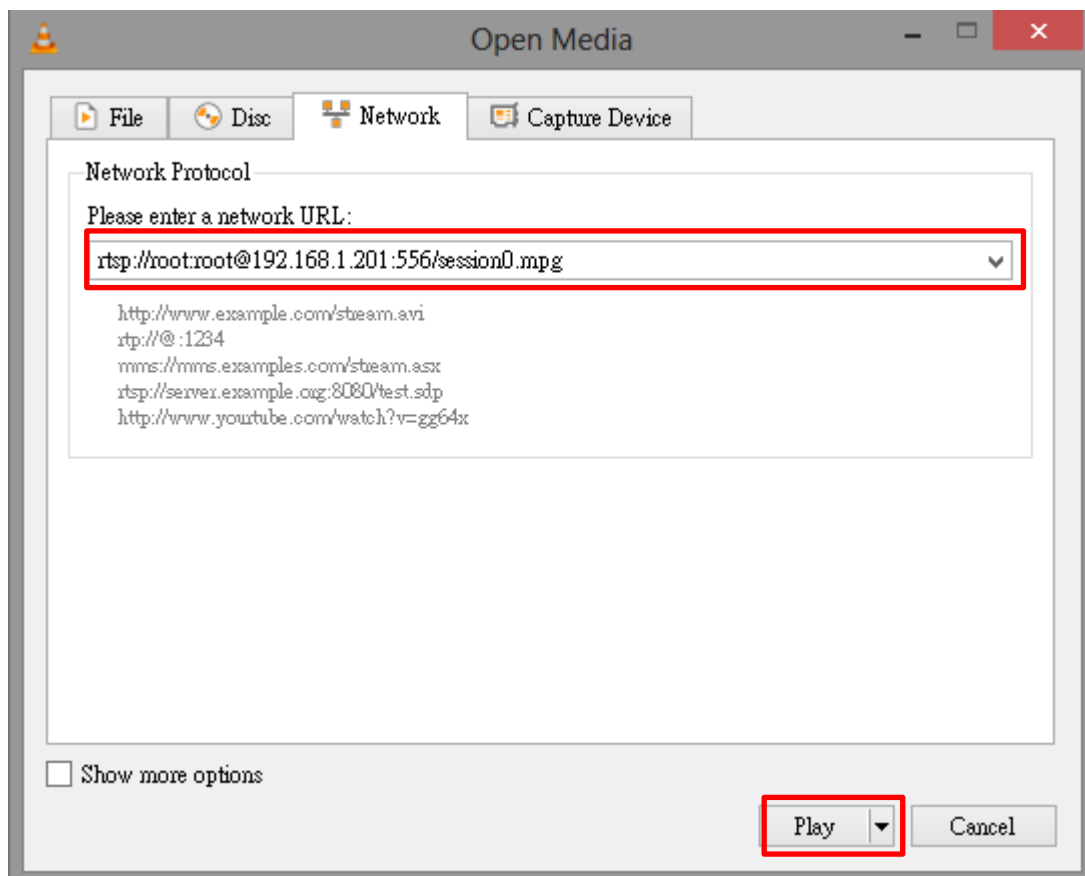 Open Media
File Disc Network Capture Device
Network Protocol
Please enter a network URL:
rtsp://root:root@192.168.1.201:556/session0.mpg
http://www.example.com/stream.avi
rtp://@:1234
mms://mms.examples.com/stream.asx
rtsp://server.example.org:8080/test.sdp
http://www.yourtube.com/watch?v=gg64x
Show more options
Play Cancel